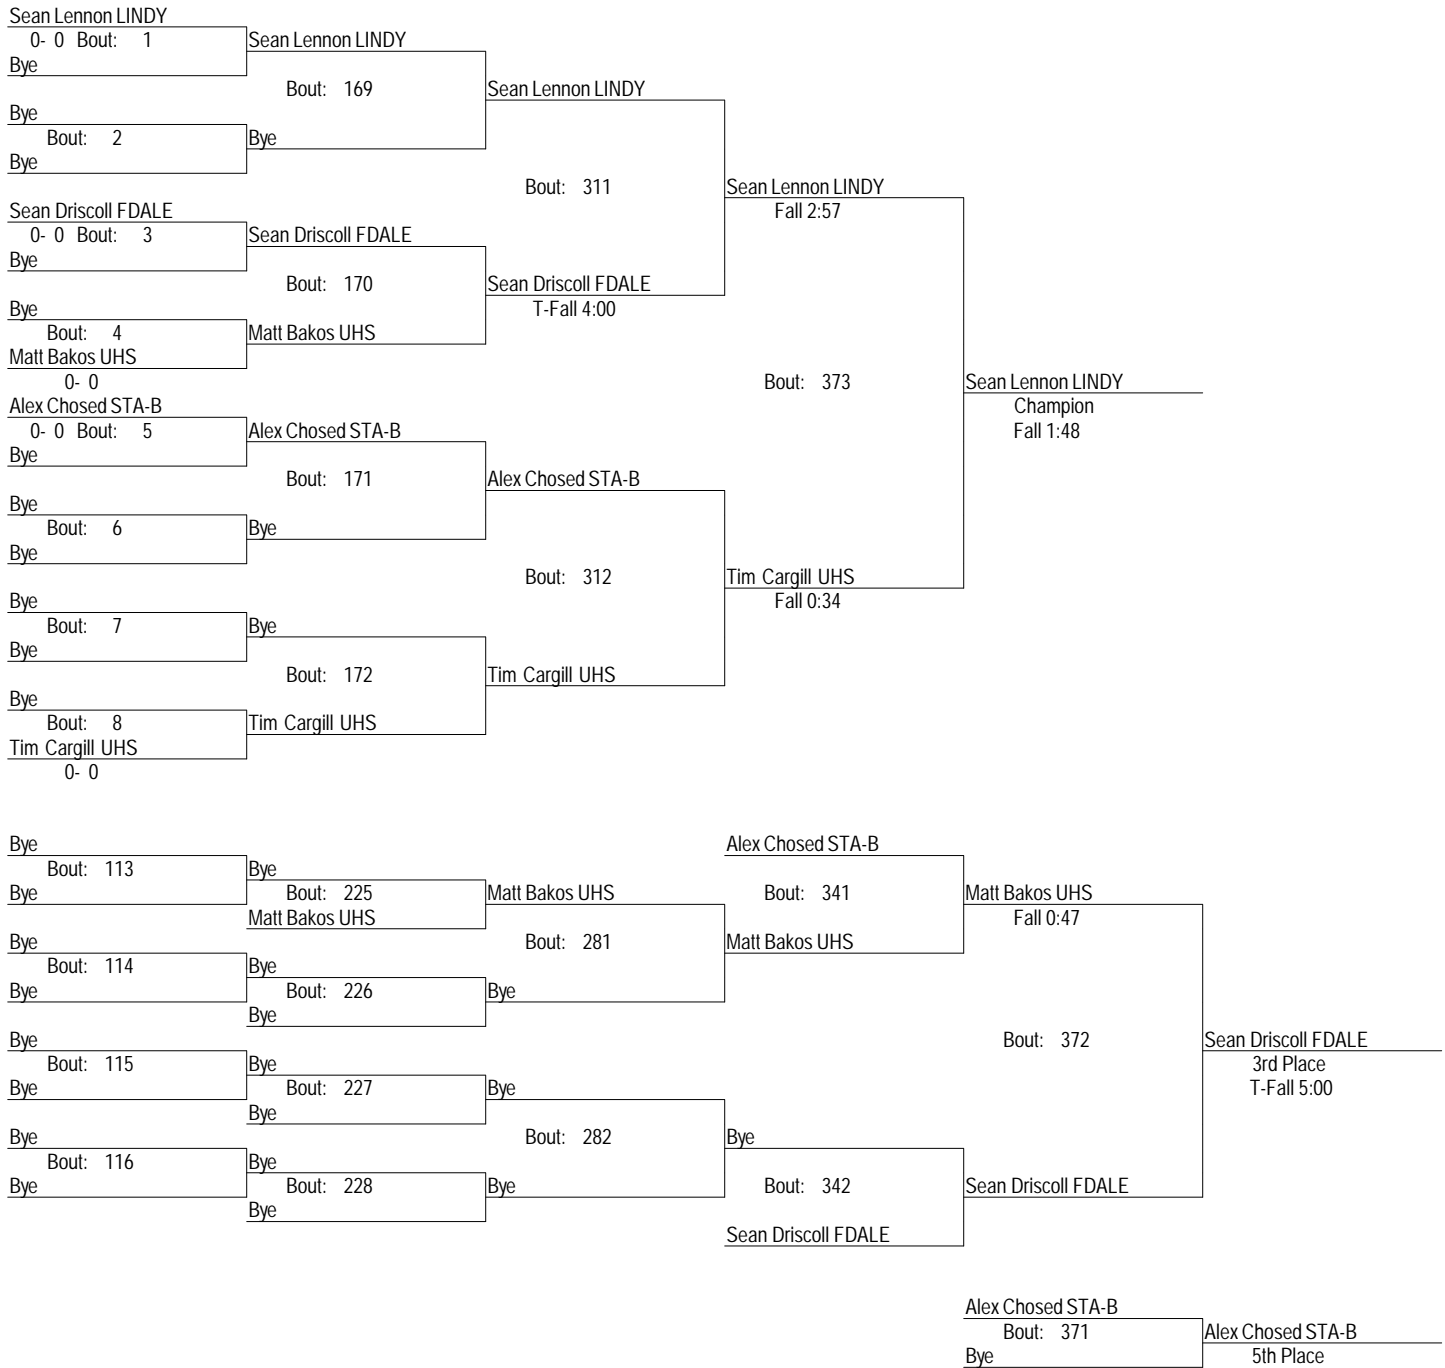 Sean Lennon LINDY
0- 0 Bout: 1 Sean Lennon LINDY
Bye
Bout: 169 Sean Lennon LINDY
Bye
Bout: 2 Bye
Bye
Bout: 311 Sean Lennon LINDY
Sean Driscoll FDALE Fall 2:57
0- 0 Bout: 3 Sean Driscoll FDALE
Bye
Bout: 170 Sean Driscoll FDALE
Bye T-Fall 4:00
Bout: 4 Matt Bakos UHS
Matt Bakos UHS
0- 0 Bout: 373 Sean Lennon LINDY
Alex Chosed STA-B Champion
0- 0 Bout: 5 Alex Chosed STA-B Fall 1:48
Bye
Bout: 171 Alex Chosed STA-B
Bye
Bout: 6 Bye
Bye
Bout: 312 Tim Cargill UHS
Bye Fall 0:34
Bout: 7 Bye
Bye
Bout: 172 Tim Cargill UHS
Bye
Bout: 8 Tim Cargill UHS
Tim Cargill UHS
0- 0
Bye Alex Chosed STA-B
Bout: 113 Bye
Bye Bout: 225 Matt Bakos UHS Bout: 341 Matt Bakos UHS
Matt Bakos UHS Fall 0:47
Bye Bout: 281 Matt Bakos UHS
Bout: 114 Bye
Bye Bout: 226 Bye
Bye
Bye Bout: 372 Sean Driscoll FDALE
Bout: 115 Bye 3rd Place
Bye Bout: 227 Bye T-Fall 5:00
Bye
Bye Bout: 282 Bye
Bout: 116 Bye
Bye Bout: 228 Bye Bout: 342 Sean Driscoll FDALE
Bye
Sean Driscoll FDALE
Alex Chosed STA-B
Bout: 371 Alex Chosed STA-B
Bye 5th Place